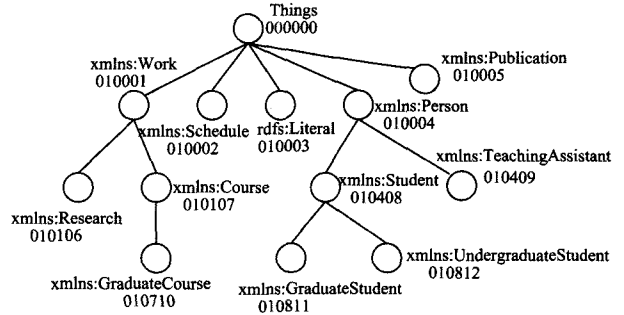 Things
000000
xmlns:Work
010001
xmlns:Schedule
010002
rdfs:Literal
010003
xmlns:Person
010004
xmlns:Publication
010005
xmlns:Research
010106
xmlns:Course
010107
xmlns:Student
010408
xmlns:TeachingAssistant
010409
xmlns:GraduateCourse
010710
xmlns:GraduateStudent
010811
xmlns:UndergraduateStudent
010812